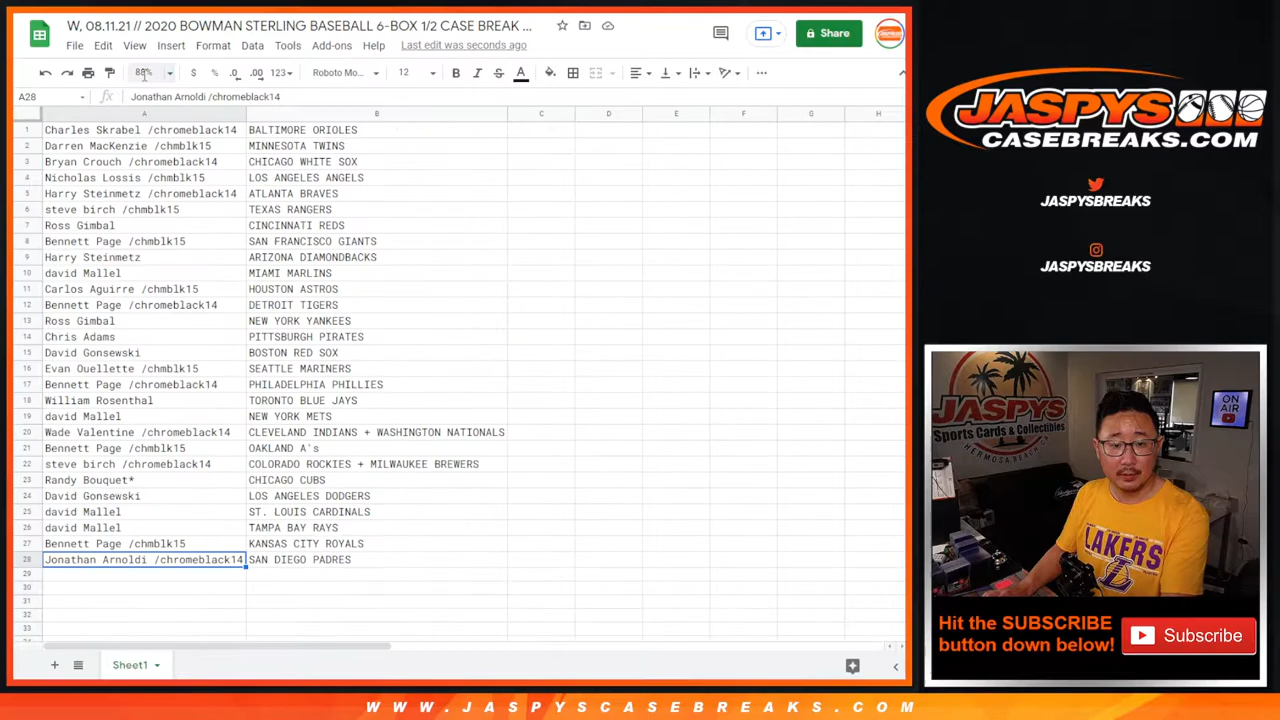 W, 08.11.21 // 2020 BOWMAN STERLING BASEBALL 6-BOX 1/2 CASE BREAK ...
File Edit View Insert Format Data Tools Add-ons Help Last edit was seconds ago
Share
$ % .0 .00 123 Roboto Mo... 12 B I S A
A28 fx Jonathan Arnoldi /chromeblack14
A B C D E F G H
1 Charles Skrabel /chromeblack14 BALTIMORE ORIOLES
2 Darren MacKenzie /chmblk15 MINNESOTA TWINS
3 Bryan Crouch /chromeblack14 CHICAGO WHITE SOX
4 Nicholas Lossis /chmblk15 LOS ANGELES ANGELS
5 Harry Steinmetz /chromeblack14 ATLANTA BRAVES
6 steve birch /chmblk15 TEXAS RANGERS
7 Ross Gimbal CINCINNATI REDS
8 Bennett Page /chmblk15 SAN FRANCISCO GIANTS
9 Harry Steinmetz ARIZONA DIAMONDBACKS
10 david Mallel MIAMI MARLINS
11 Carlos Aguirre /chmblk15 HOUSTON ASTROS
12 Bennett Page /chromeblack14 DETROIT TIGERS
13 Ross Gimbal NEW YORK YANKEES
14 Chris Adams PITTSBURGH PIRATES
15 David Gonsewski BOSTON RED SOX
16 Evan Ouellette /chmblk15 SEATTLE MARINERS
17 Bennett Page /chromeblack14 PHILADELPHIA PHILLIES
18 William Rosenthal TORONTO BLUE JAYS
19 david Mallel NEW YORK METS
20 Wade Valentine /chromeblack14 CLEVELAND INDIANS + WASHINGTON NATIONALS
21 Bennett Page /chmblk15 OAKLAND A's
22 steve birch /chromeblack14 COLORADO ROCKIES + MILWAUKEE BREWERS
23 Randy Bouquet* CHICAGO CUBS
24 David Gonsewski LOS ANGELES DODGERS
25 david Mallel ST. LOUIS CARDINALS
26 david Mallel TAMPA BAY RAYS
27 Bennett Page /chmblk15 KANSAS CITY ROYALS
28 Jonathan Arnoldi /chromeblack14 SAN DIEGO PADRES
29
30
31
32
33
Sheet1
JASPYS
CASEBREAKS.COM
JASPYSBREAKS
JASPYSBREAKS
JASPYS
Sports Cards & Collectibles
HERMOSA BEACH
ON AIR
LAKERS
Hit the SUBSCRIBE
button down below!
Subscribe
WWW.JASPYSCASEBREAKS.COM